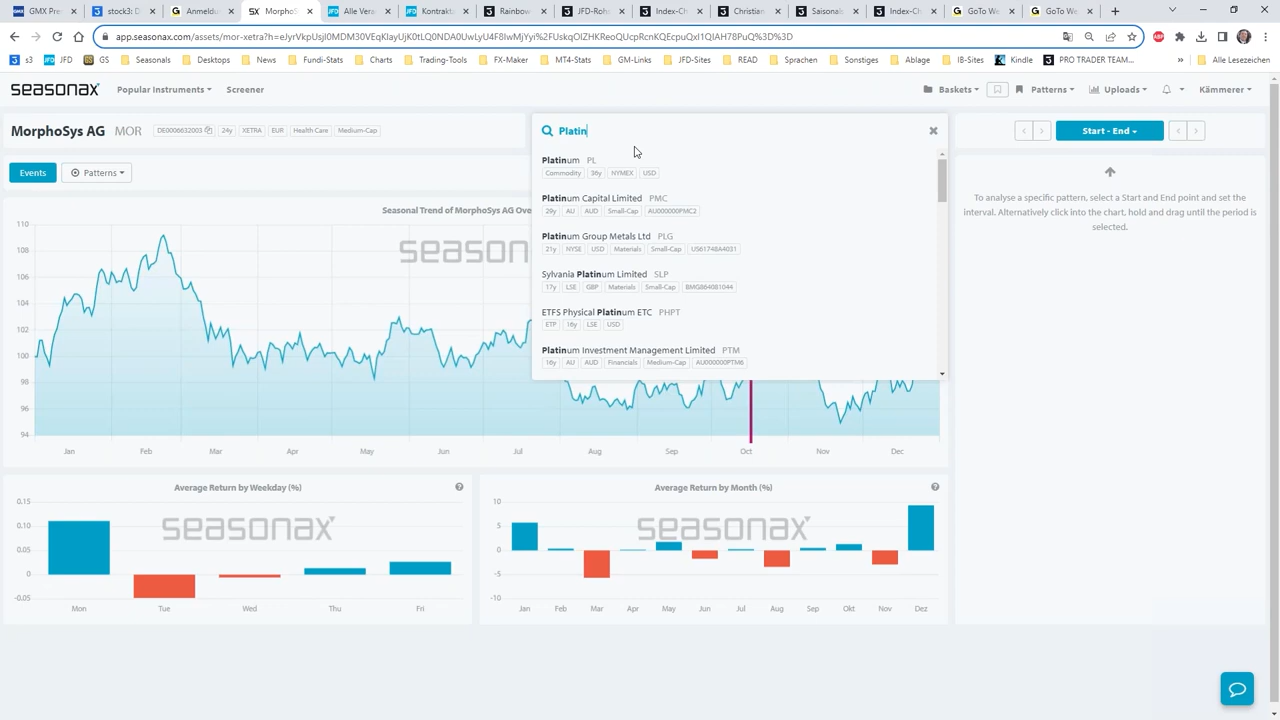 GMX Pre
stock3: D
Anmeldun
MorphoS
Alle Vera
Kontrakt
Rainbow
JFD-Roh
Index-Ch
Christian
Saisonale
Index-Cl
GoTo We
GoTo We
app.seasonax.com/assets/mor-xetra?h=
s3 JFD GS Seasonals Desktops News Fundi-Stats Charts Trading-Tools FX-Maker MT4-Stats GM-Links JFD-Sites READ Sprachen Sonstiges Ablage IB-Sites Kindle PRO TRADER TEAM... » Alle Lesezeichen
seasonax Popular Instruments Screener Baskets Patterns Uploads Kämmerer
MorphoSys AG MOR DE0006632003 24y XETRA EUR Health Care Medium-Cap
Platin
Start - End
Events Patterns
Platinum PL
Commodity 36y NYMEX USD
Platinum Capital Limited PMC
29y AU AUD Small-Cap AU000000PMC2
Platinum Group Metals Ltd PLG
21y NYSE USD Materials Small-Cap US61748A4031
Sylvania Platinum Limited SLP
17y LSE GBP Materials Small-Cap BMG864081044
ETFS Physical Platinum ETC PHPT
ETP 16y LSE USD
Platinum Investment Management Limited PTM
16y AU AUD Financials Medium-Cap AU000000PTM6
To analyse a specific pattern, select a Start and End point and set the
interval. Alternatively click into the chart, hold and drag until the period is
selected.
Seasonal Trend of MorphoSys AG Ove
seasonax
110
108
106
104
102
100
98
96
94
Jan Feb Mar Apr May Jun Jul Aug Sep Oct Nov Dec
Average Return by Weekday (%)
seasonax
0.15
0.10
0.05
0
-0.05
Mon Tue Wed Thu Fri
Average Return by Month (%)
seasonax
10
5
0
-5
-10
Jan Feb Mar Apr May Jun Jul Aug Sep Okt Nov Dez